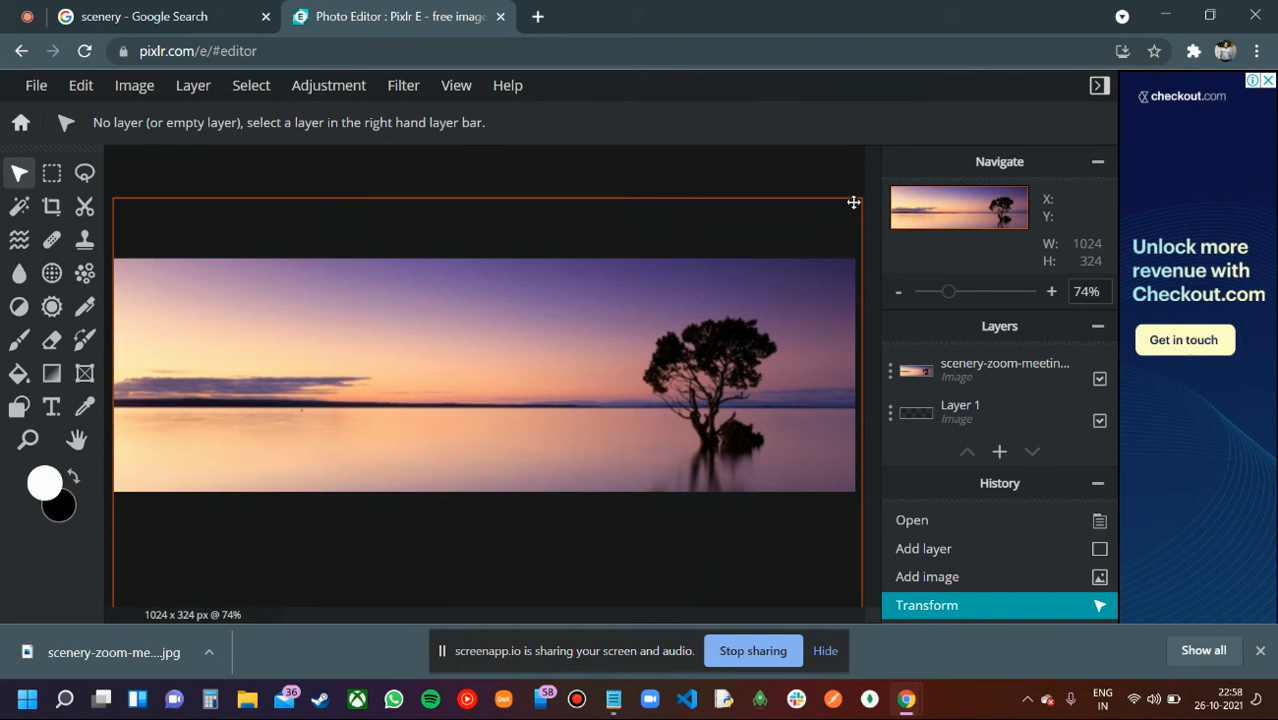 scenery - Google Search
Photo Editor : Pixlr E - free image
pixlr.com/e/#editor
File Edit Image Layer Select Adjustment Filter View Help
No layer (or empty layer), select a layer in the right hand layer bar.
Navigate
X:
Y:
W: 1024
H: 324
- + 74%
Layers
scenery-zoom-meetin...
Image
Layer 1
Image
History
Open
Add layer
Add image
Transform
1024 x 324 px @ 74%
checkout.com
Unlock more
revenue with
Checkout.com
Get in touch
scenery-zoom-me....jpg
screenapp.io is sharing your screen and audio.
Stop sharing
Hide
Show all
36
58
ENG
IN
22:58
26-10-2021